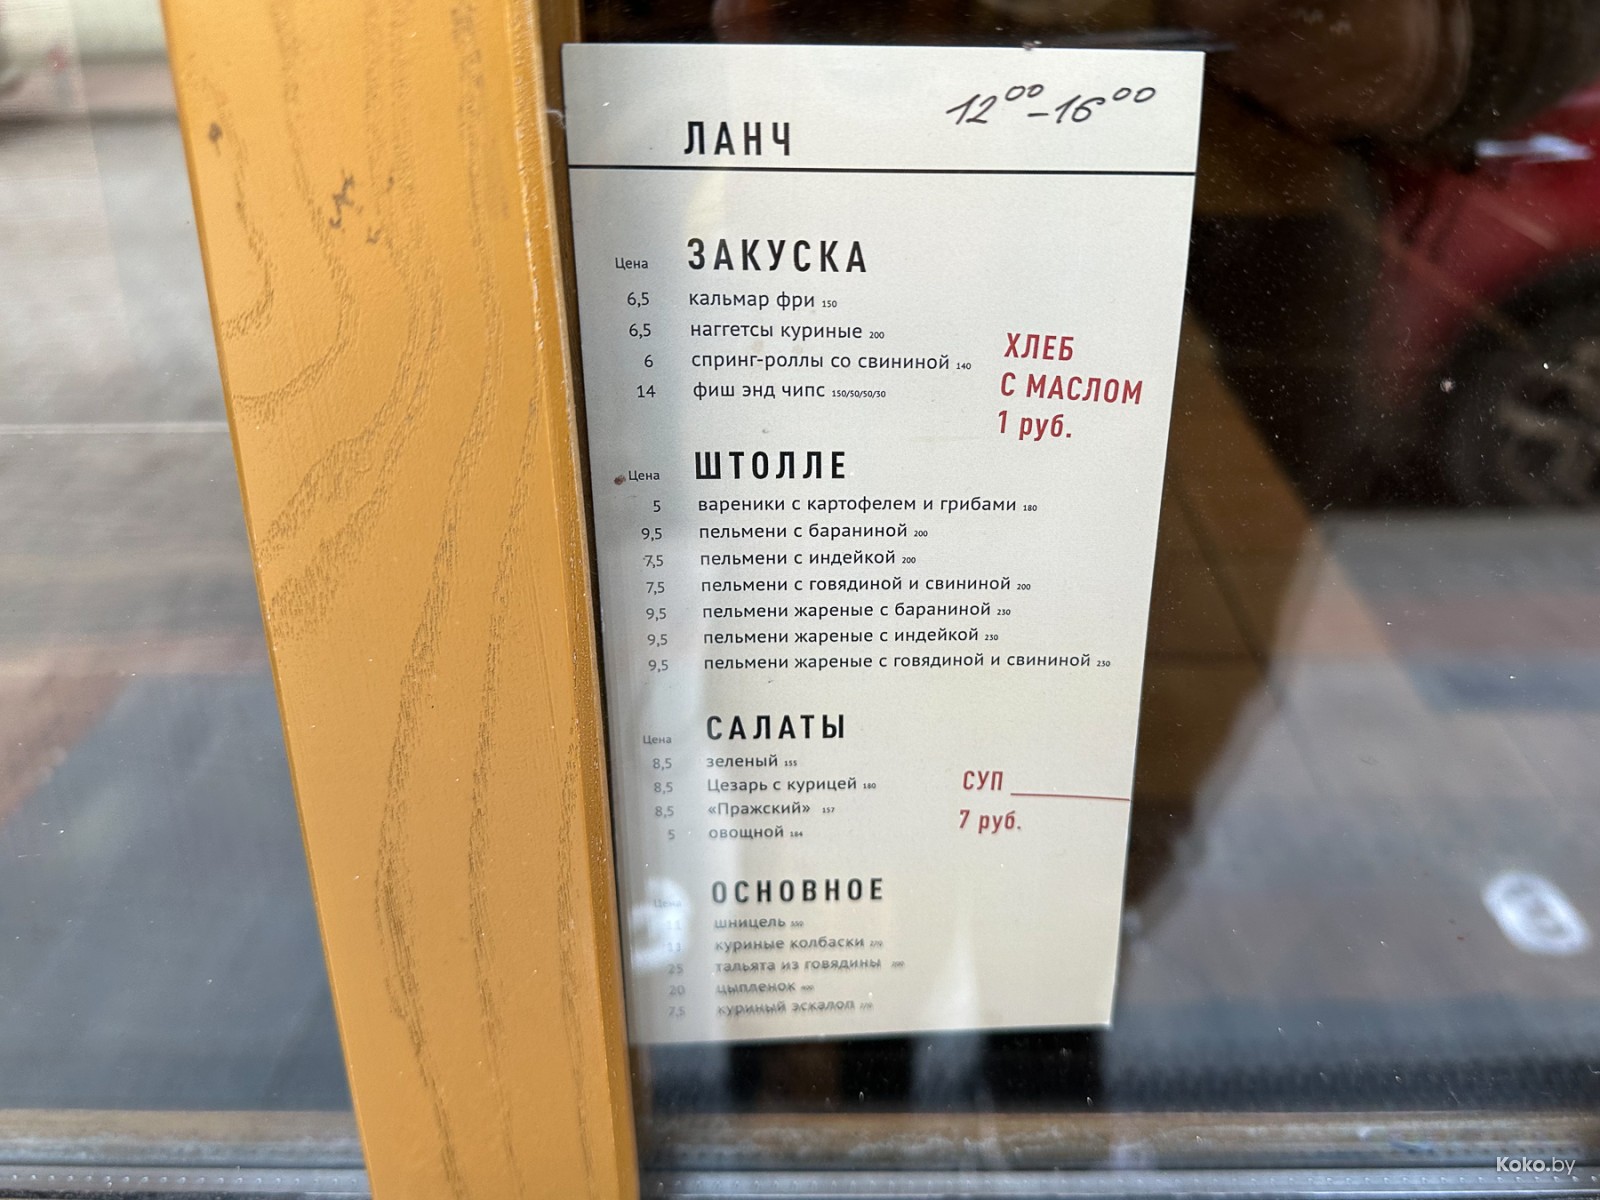 12⁰⁰-16⁰⁰
ЛАНЧ
Цена ЗАКУСКА
6,5 кальмар фри 150
6,5 наггетсы куриные 200
6 спринг-роллы со свининой 140
14 фиш энд чипс 150/50/50/30
ХЛЕБ
С МАСЛОМ
1 руб.
Цена ШТОЛЛЕ
5 вареники с картофелем и грибами 180
9,5 пельмени с бараниной 200
7,5 пельмени с индейкой 200
7,5 пельмени с говядиной и свининой 200
9,5 пельмени жареные с бараниной 230
9,5 пельмени жареные с индейкой 230
9,5 пельмени жареные с говядиной и свининой 230
Цена САЛАТЫ
8,5 зеленый 155
8,5 Цезарь с курицей 180
8,5 «Пражский» 157
5 овощной 184
СУП
7 руб.
Цена ОСНОВНОЕ
11 шницель
11 куриные колбаски
25 тальята из говядины
20 цыпленок
7,5 куриный эскалоп
Koko.by